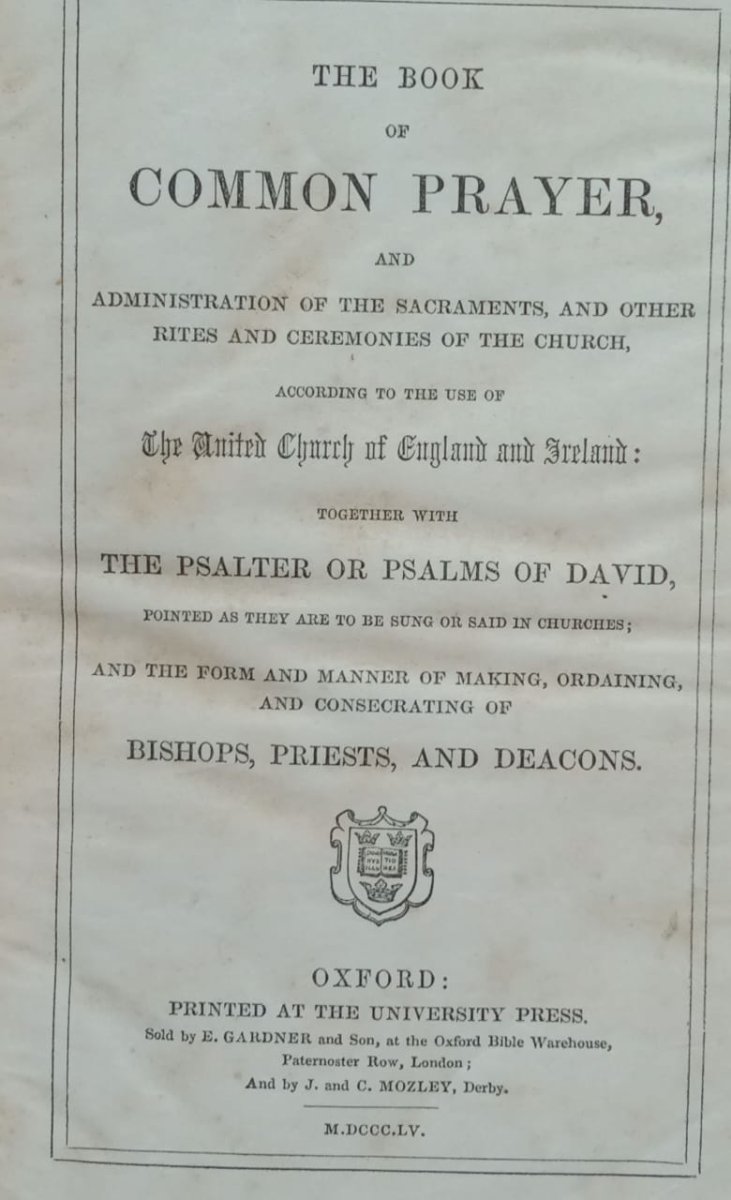 THE BOOK
OF
COMMON PRAYER,
AND
ADMINISTRATION OF THE SACRAMENTS, AND OTHER
RITES AND CEREMONIES OF THE CHURCH,
ACCORDING TO THE USE OF
The United Church of England and Ireland:
TOGETHER WITH
THE PSALTER OR PSALMS OF DAVID,
POINTED AS THEY ARE TO BE SUNG OR SAID IN CHURCHES;
AND THE FORM AND MANNER OF MAKING, ORDAINING,
AND CONSECRATING OF
BISHOPS, PRIESTS, AND DEACONS.
OXFORD:
PRINTED AT THE UNIVERSITY PRESS.
Sold by E. GARDNER and Son, at the Oxford Bible Warehouse,
Paternoster Row, London;
And by J. and C. MOZLEY, Derby.
M.DCCC.LV.